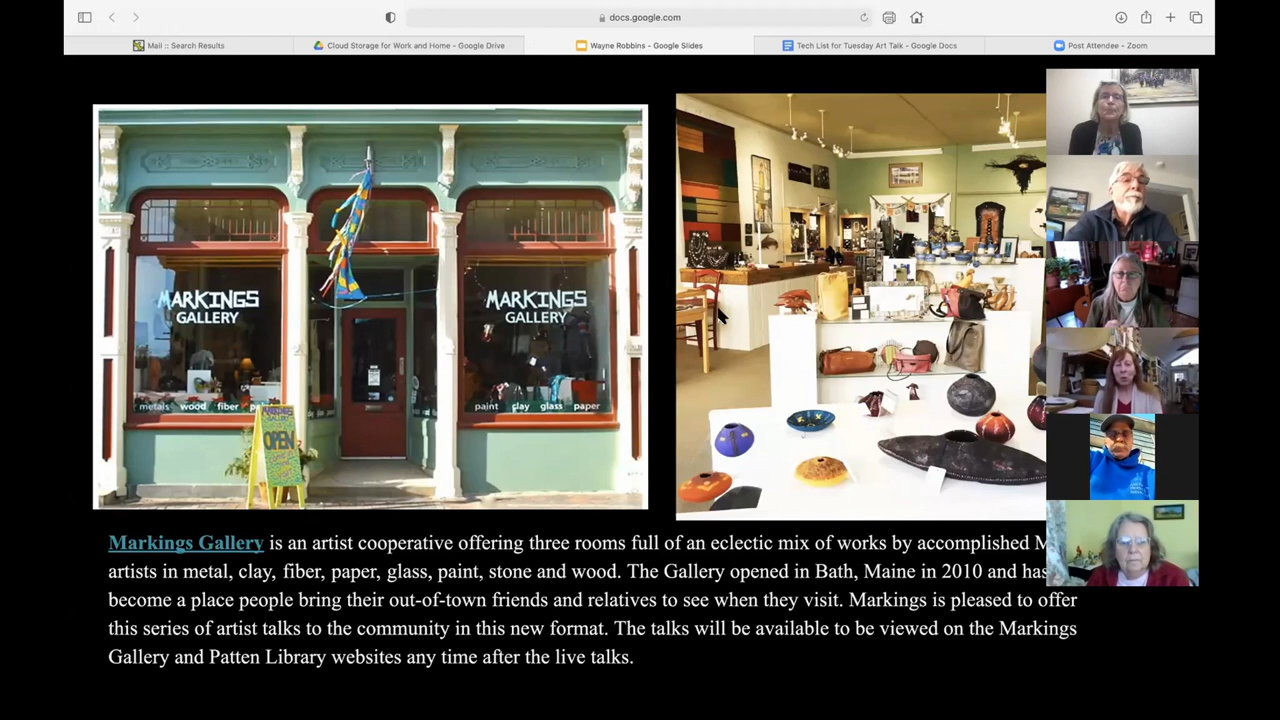 docs.google.com
Mail :: Search Results
Cloud Storage for Work and Home - Google Drive
Wayne Robbins - Google Slides
Tech List for Tuesday Art Talk - Google Docs
Post Attendee - Zoom
MARKINGS
GALLERY
MARKINGS
GALLERY
metals wood fiber
paint clay glass paper
MARKINGS
GALLERY
OPEN
Markings Gallery is an artist cooperative offering three rooms full of an eclectic mix of works by accomplished M
artists in metal, clay, fiber, paper, glass, paint, stone and wood. The Gallery opened in Bath, Maine in 2010 and has
become a place people bring their out-of-town friends and relatives to see when they visit. Markings is pleased to offer
this series of artist talks to the community in this new format. The talks will be available to be viewed on the Markings
Gallery and Patten Library websites any time after the live talks.